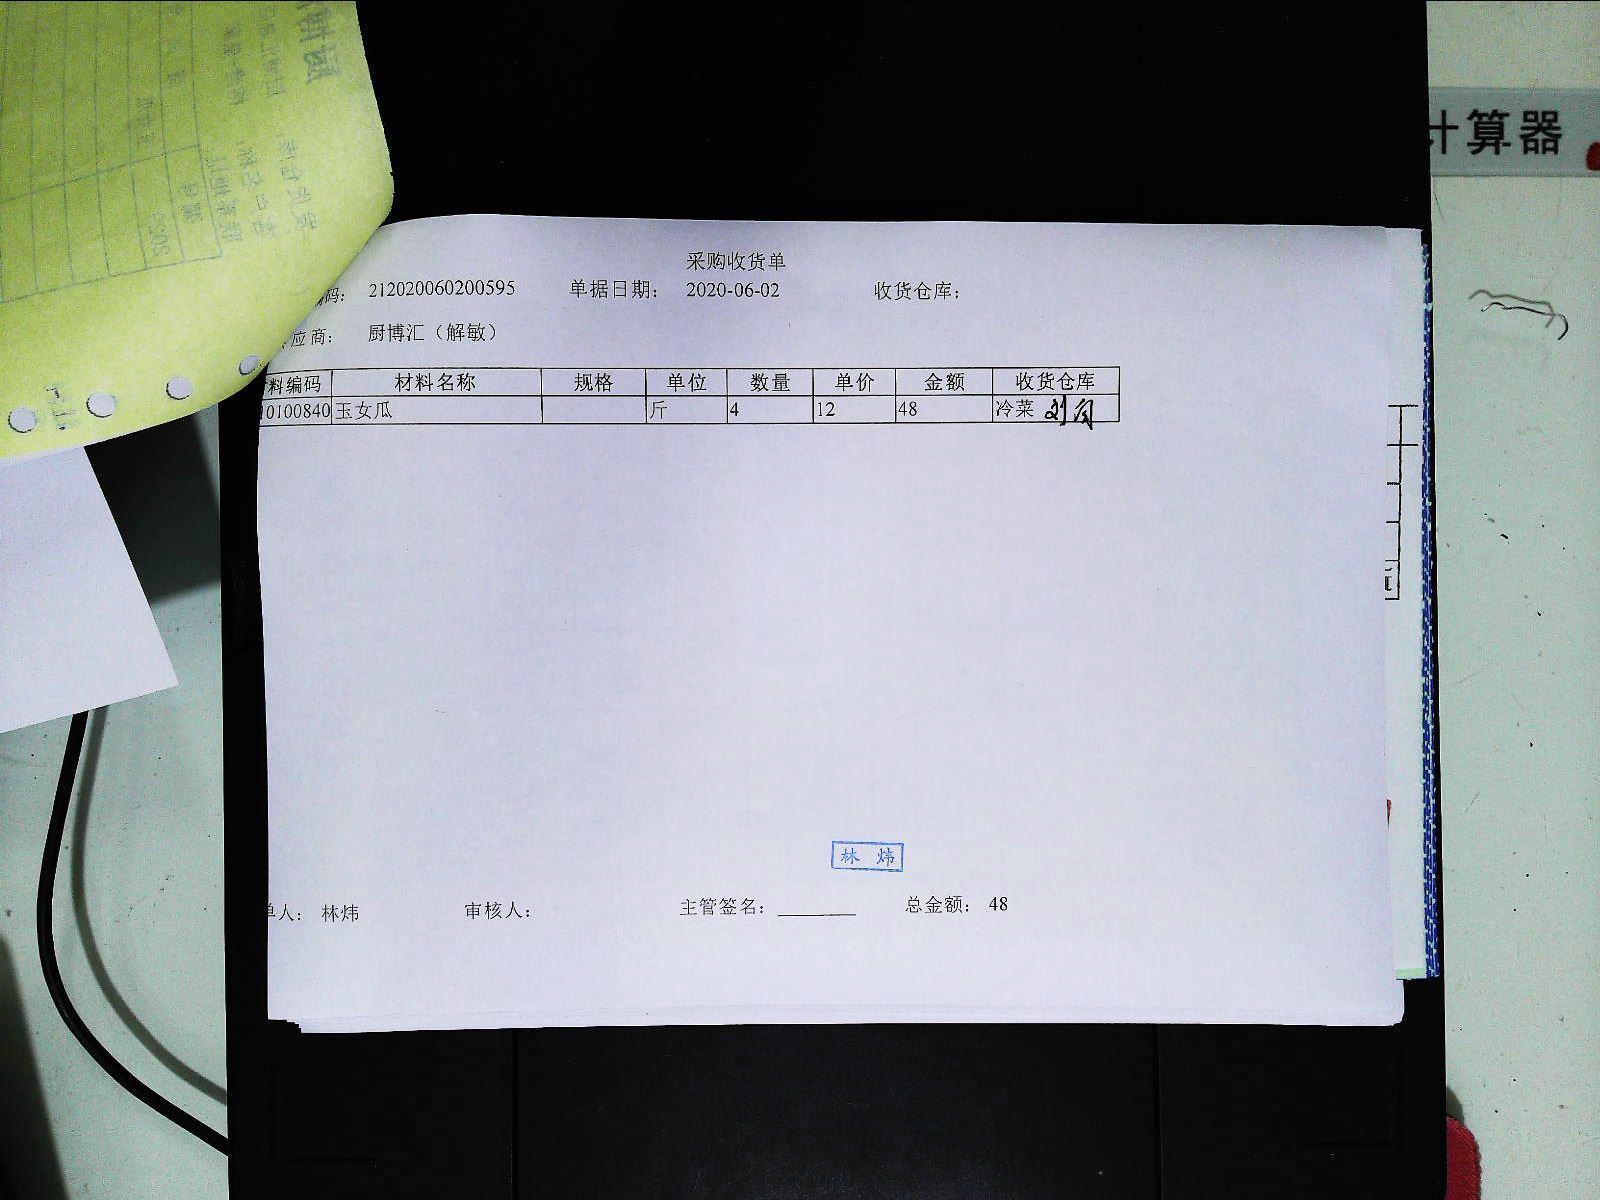 计算器
采购收货单
编码： 212020060200595 单据日期： 2020-06-02 收货仓库：
应商： 厨博汇（解敏）
料编码 材料名称 规格 单位 数量 单价 金额 收货仓库
10100840 玉女瓜 斤 4 12 48 冷菜
林 炜
单人： 林炜 审核人： 主管签名： 总金额： 48